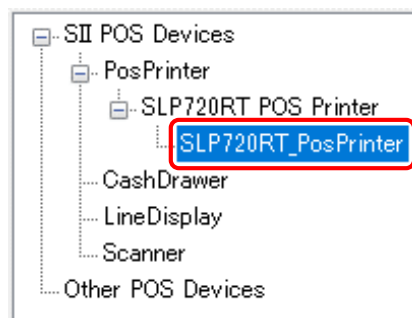 SII POS Devices
PosPrinter
SLP720RT POS Printer
SLP720RT_PosPrinter
CashDrawer
LineDisplay
Scanner
Other POS Devices